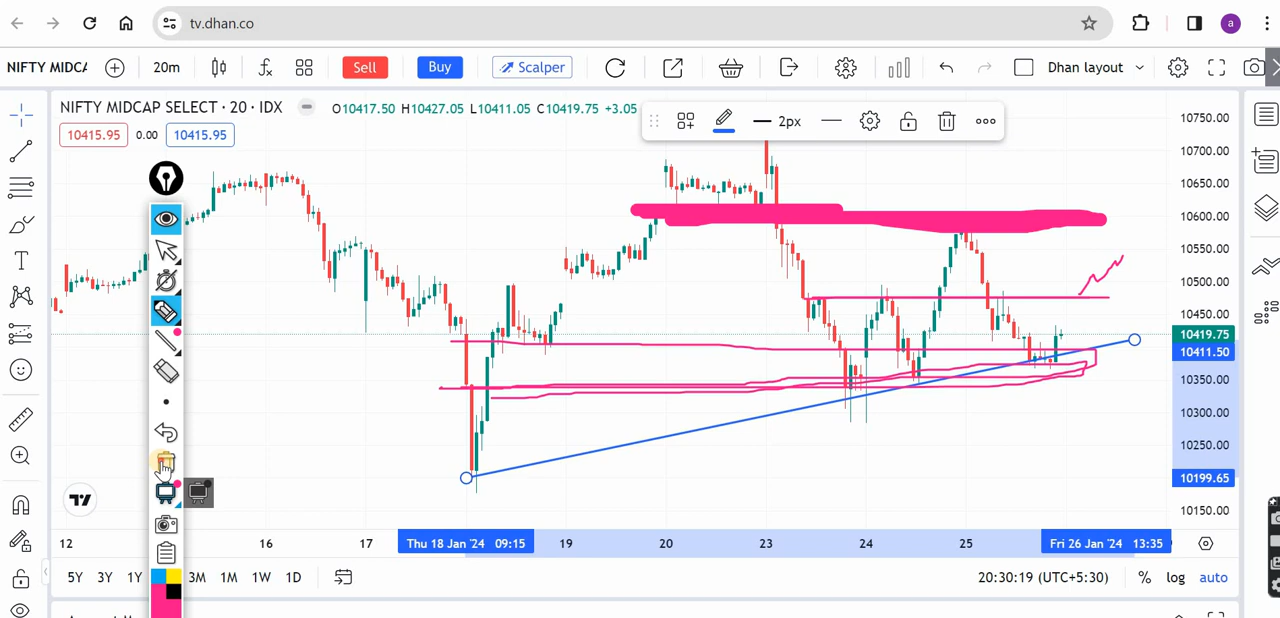 tv.dhan.co
a
NIFTY MIDCA
20m
Sell
Buy
Scalper
Dhan layout
NIFTY MIDCAP SELECT · 20 · IDX
O10417.50 H10427.05 L10411.05 C10419.75 +3.05
10415.95 0.00 10415.95
2px
T
10750.00
10700.00
10650.00
10600.00
10550.00
10500.00
10450.00
10419.75
10411.50
10350.00
10300.00
10250.00
10199.65
10150.00
12
16
17
Thu 18 Jan '24 09:15
19
20
23
24
25
Fri 26 Jan '24 13:35
5Y 3Y 1Y 3M 1M 1W 1D
20:30:19 (UTC+5:30)
% log auto